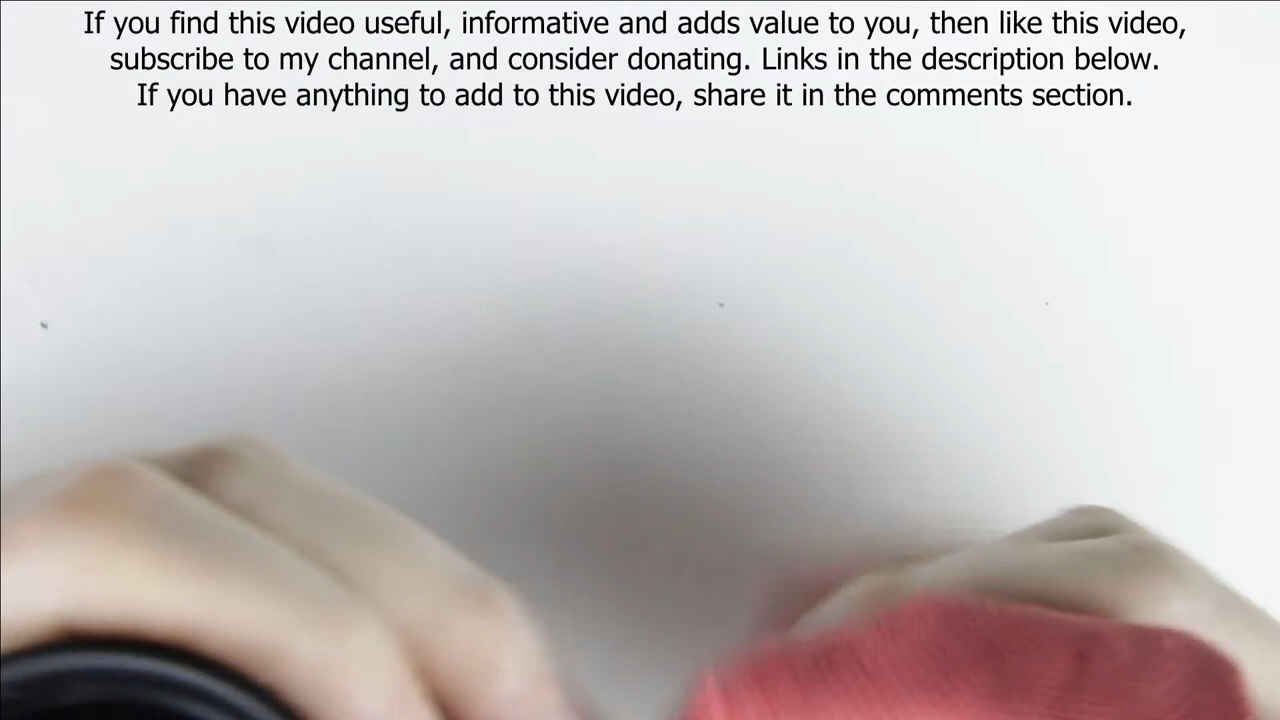 If you find this video useful, informative and adds value to you, then like this video,
subscribe to my channel, and consider donating. Links in the description below.
If you have anything to add to this video, share it in the comments section.